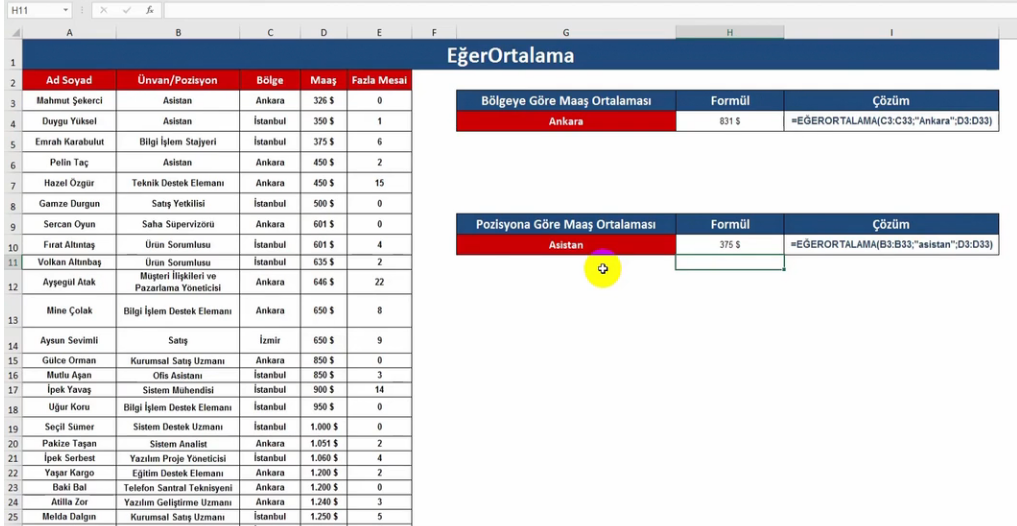 H11 fx
A B C D E F G H I
1 EğerOrtalama
2 Ad Soyad Ünvan/Pozisyon Bölge Maaş Fazla Mesai
3 Mahmut Şekerci Asistan Ankara 326 $ 0 Bölgeye Göre Maaş Ortalaması Formül Çözüm
4 Duygu Yüksel Asistan İstanbul 350 $ 1 Ankara 831 $ =EĞERORTALAMA(C3:C33;"Ankara";D3:D33)
5 Emrah Karabulut Bilgi İşlem Stajyeri İstanbul 375 $ 6
6 Pelin Taç Asistan Ankara 450 $ 2
7 Hazel Özgür Teknik Destek Elemanı Ankara 450 $ 15
8 Gamze Durgun Satış Yetkilisi İstanbul 500 $ 0
9 Sercan Oyun Saha Süpervizörü Ankara 601 $ 0 Pozisyona Göre Maaş Ortalaması Formül Çözüm
10 Fırat Altıntaş Ürün Sorumlusu İstanbul 601 $ 4 Asistan 375 $ =EĞERORTALAMA(B3:B33;"asistan";D3:D33)
11 Volkan Altınbaş Ürün Sorumlusu İstanbul 635 $ 2
12 Ayşegül Atak Müşteri İlişkileri ve Ankara 646 $ 22
Pazarlama Yöneticisi
13 Mine Çolak Bilgi İşlem Destek Elemanı Ankara 650 $ 8
14 Aysun Sevimli Satış İzmir 650 $ 9
15 Gülce Orman Kurumsal Satış Uzmanı Ankara 850 $ 0
16 Mutlu Aşan Ofis Asistanı İstanbul 850 $ 3
17 İpek Yavaş Sistem Mühendisi İstanbul 900 $ 14
18 Uğur Koru Bilgi İşlem Destek Elemanı İstanbul 950 $ 0
19 Seçil Sümer Sistem Destek Uzmanı İstanbul 1.000 $ 0
20 Pakize Taşan Sistem Analist Ankara 1.051 $ 2
21 İpek Serbest Yazılım Proje Yöneticisi İstanbul 1.060 $ 4
22 Yaşar Kargo Eğitim Destek Elemanı Ankara 1.200 $ 2
23 Baki Bal Telefon Santral Teknisyeni Ankara 1.200 $ 0
24 Atilla Zor Yazılım Geliştirme Uzmanı Ankara 1.240 $ 3
25 Melda Dalgın Kurumsal Satış Uzmanı İstanbul 1.250 $ 5